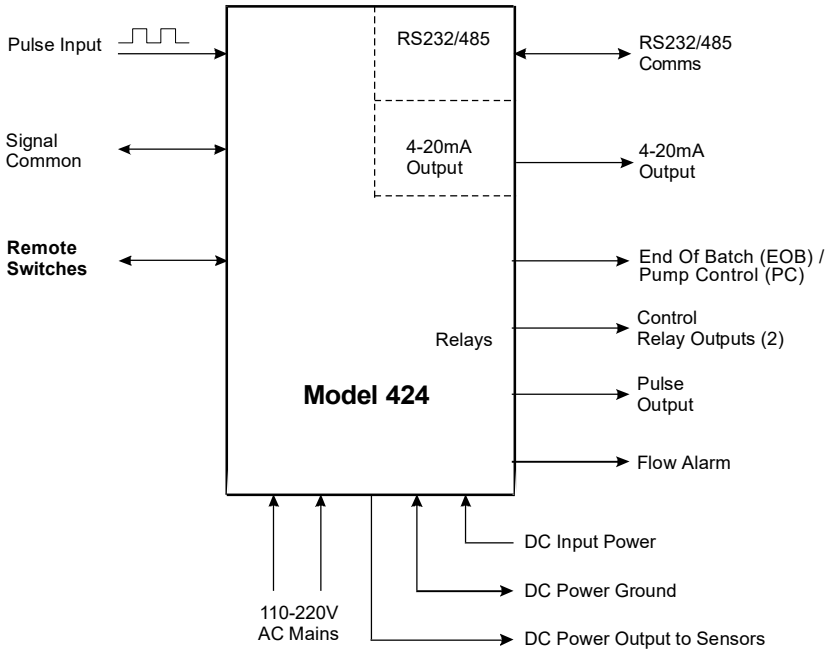 Pulse Input
RS232/485
RS232/485
Comms
Signal
Common
4-20mA
Output
4-20mA
Output
Remote
Switches
End Of Batch (EOB) /
Pump Control (PC)
Control
Relay Outputs (2)
Relays
Pulse
Output
Model 424
Flow Alarm
DC Input Power
DC Power Ground
110-220V
AC Mains
DC Power Output to Sensors